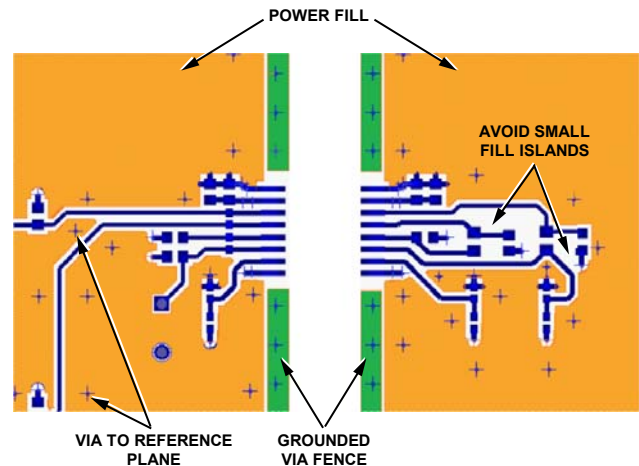 POWER FILL
AVOID SMALL
FILL ISLANDS
VIA TO REFERENCE
PLANE
GROUNDED
VIA FENCE